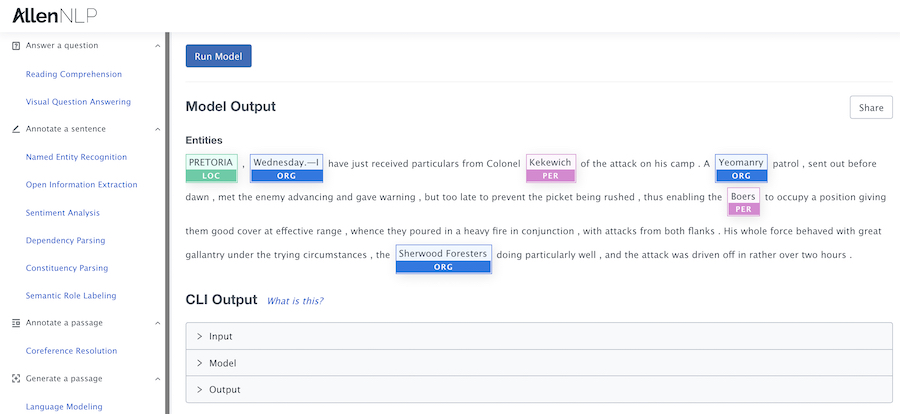 AllenNLP
Answer a question
Reading Comprehension
Visual Question Answering
Annotate a sentence
Named Entity Recognition
Open Information Extraction
Sentiment Analysis
Dependency Parsing
Constituency Parsing
Semantic Role Labeling
Annotate a passage
Coreference Resolution
Generate a passage
Language Modeling
Run Model
Model Output
Share
Entities
PRETORIA , Wednesday.—I have just received particulars from Colonel Kekewich of the attack on his camp . A Yeomanry patrol , sent out before
LOC ORG PER ORG
dawn , met the enemy advancing and gave warning , but too late to prevent the picket being rushed , thus enabling the Boers to occupy a position giving
PER
them good cover at effective range , whence they poured in a heavy fire in conjunction , with attacks from both flanks . His whole force behaved with great
gallantry under the trying circumstances , the Sherwood Foresters doing particularly well , and the attack was driven off in rather over two hours .
ORG
CLI Output What is this?
Input
Model
Output